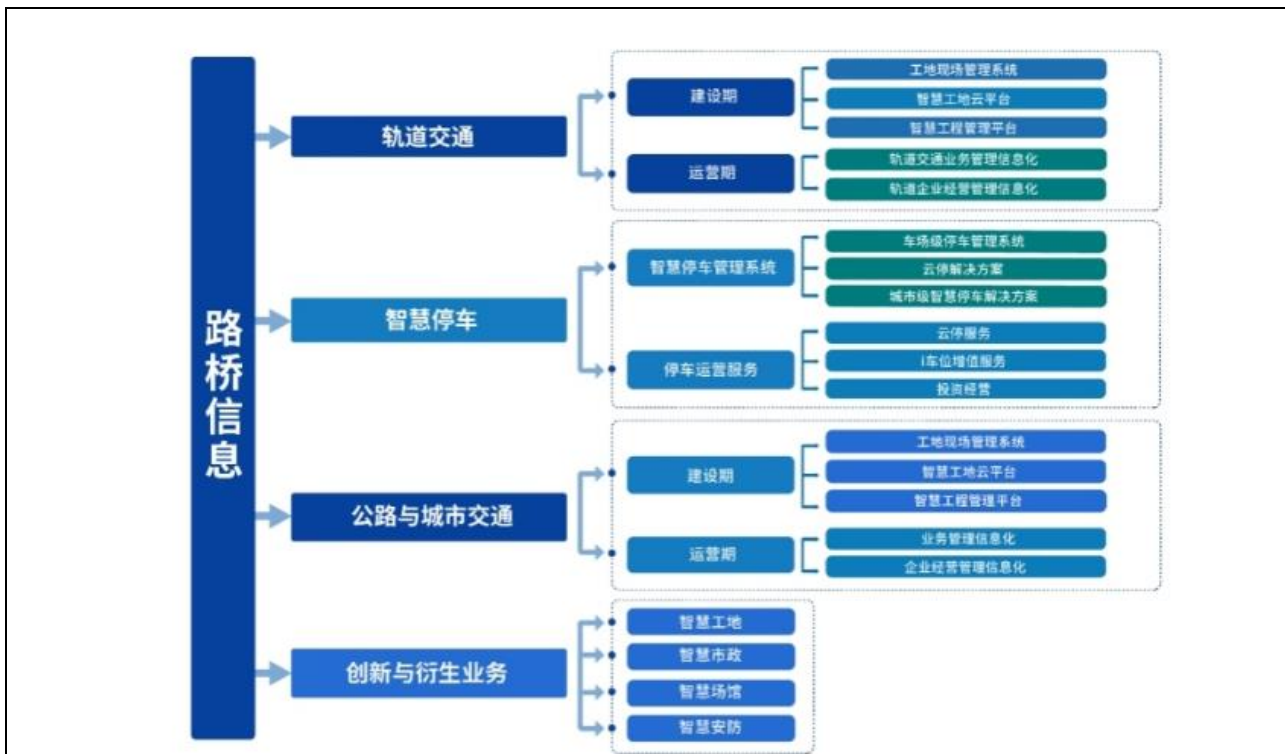 路桥信息
轨道交通
建设期
工地现场管理系统
智慧工地云平台
智慧工程管理平台
运营期
轨道交通业务管理信息化
轨道企业经营管理信息化
智慧停车
智慧停车管理系统
车场级停车管理系统
云停解决方案
城市级智慧停车解决方案
停车运营服务
云停服务
i车位增值服务
投资经营
公路与城市交通
建设期
工地现场管理系统
智慧工地云平台
智慧工程管理平台
运营期
业务管理信息化
企业经营管理信息化
创新与衍生业务
智慧工地
智慧市政
智慧场馆
智慧安防